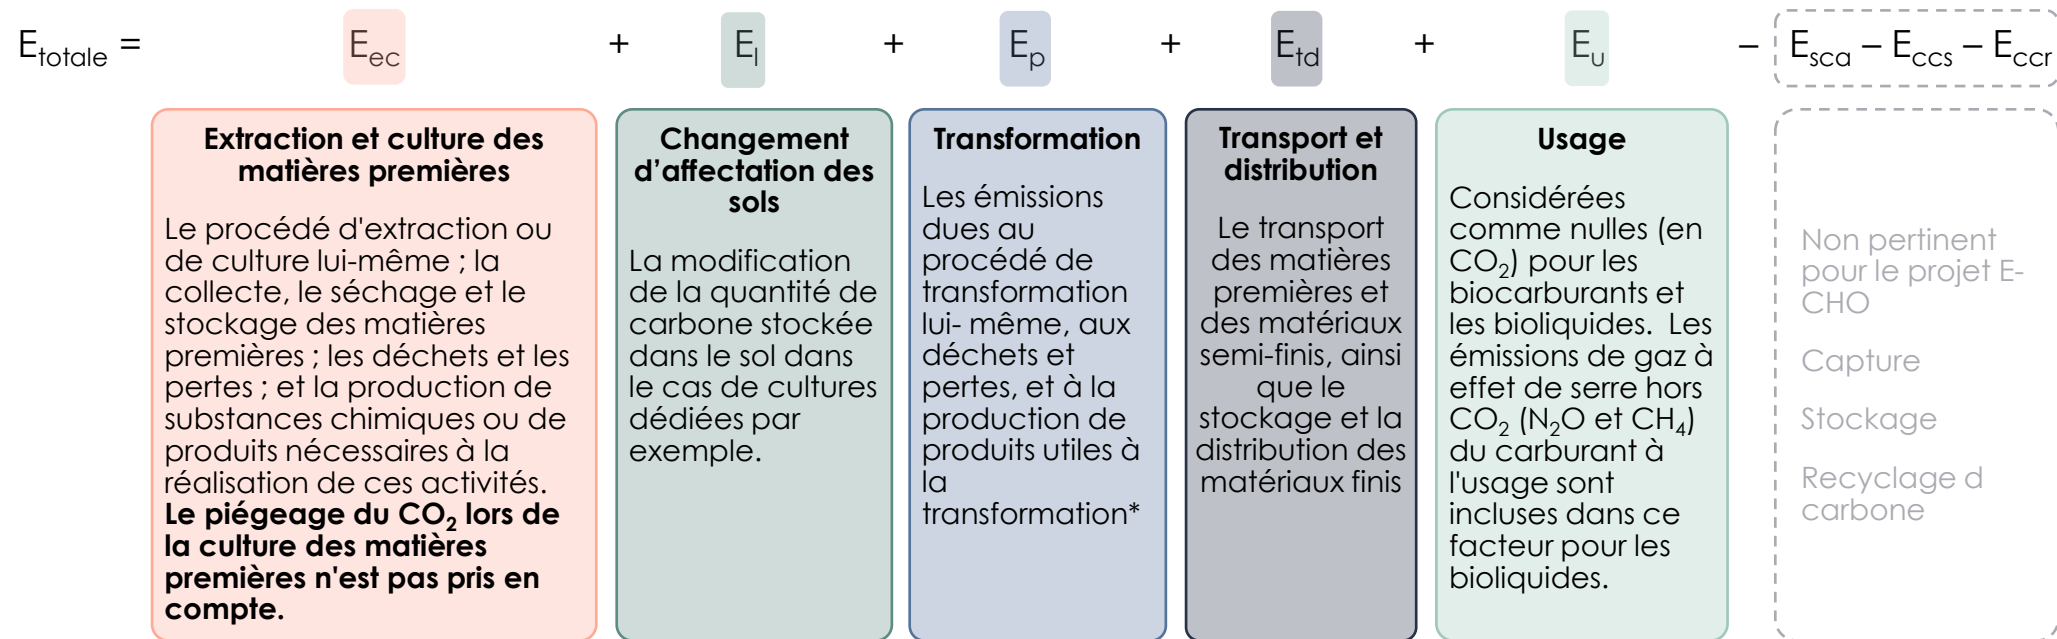 E_totale = E_ec + E_l + E_p + E_td + E_u – E_sca – E_ccs – E_ccr
Extraction et culture des
matières premières
Le procédé d'extraction ou
de culture lui-même ; la
collecte, le séchage et le
stockage des matières
premières ; les déchets et les
pertes ; et la production de
substances chimiques ou de
produits nécessaires à la
réalisation de ces activités.
Le piégeage du CO₂ lors de
la culture des matières
premières n'est pas pris en
compte.
Changement
d'affectation des
sols
La modification
de la quantité de
carbone stockée
dans le sol dans
le cas de cultures
dédiées par
exemple.
Transformation
Les émissions
dues au
procédé de
transformation
lui- même, aux
déchets et
pertes, et à la
production de
produits utiles à
la
transformation*
Transport et
distribution
Le transport
des matières
premières et
des matériaux
semi-finis, ainsi
que le
stockage et la
distribution des
matériaux finis
Usage
Considérées
comme nulles (en
CO₂) pour les
biocarburants et
les bioliquides. Les
émissions de gaz à
effet de serre hors
CO₂ (N₂O et CH₄)
du carburant à
l'usage sont
incluses dans ce
facteur pour les
bioliquides.
Non pertinent
pour le projet E-
CHO
Capture
Stockage
Recyclage d
carbone